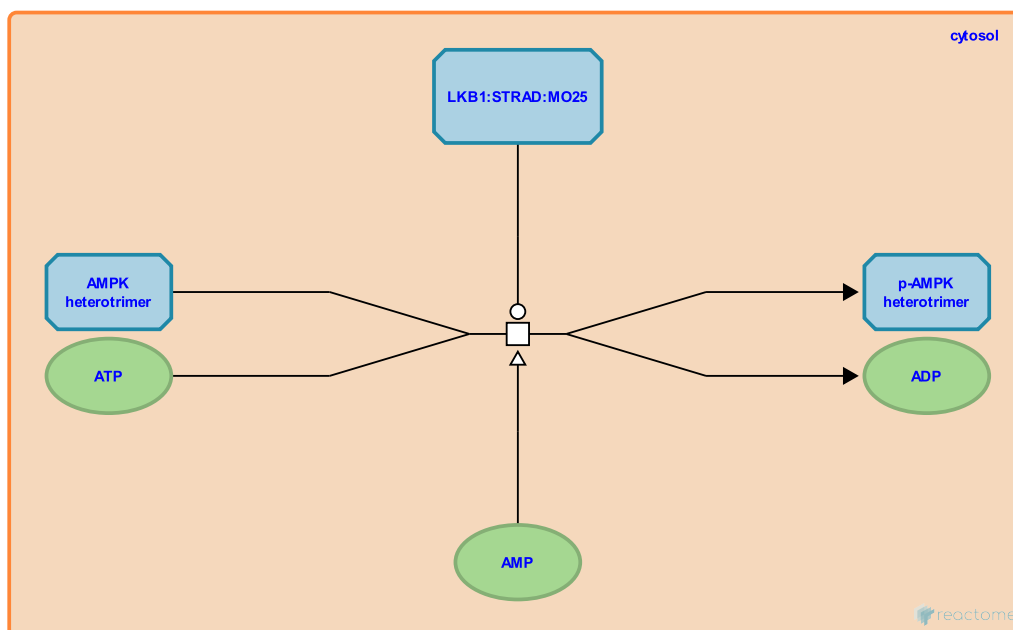 cytosol
LKB1:STRAD:MO25
AMPK
heterotrimer
p-AMPK
heterotrimer
ATP
ADP
AMP
reactome